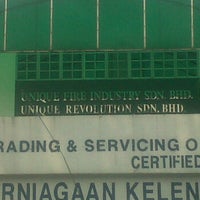 UNIQUE FIRE INDUSTRY SDN. BHD.
UNIQUE REVOLUTION SDN. BHD.
RADING & SERVICING O
CERTIFIED
RNIAGAAN KELEN